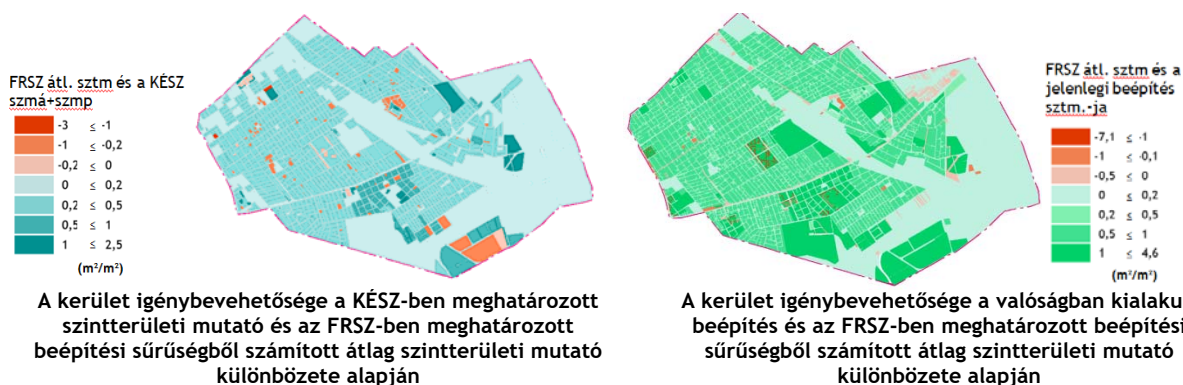 FRSZ átl. sztm és a KÉSZ
szmá+szmp
-3 ≤ -1
-1 ≤ -0,2
-0,2 ≤ 0
0 ≤ 0,2
0,2 ≤ 0,5
0,5 ≤ 1
1 ≤ 2,5
(m²/m²)
A kerület igénybevehetősége a KÉSZ-ben meghatározott
szintterületi mutató és az FRSZ-ben meghatározott
beépítési sűrűségből számított átlag szintterületi mutató
különbözete alapján
FRSZ átl. sztm és a
jelenlegi beépítés
sztm.-ja
-7,1 ≤ -1
-1 ≤ -0,1
-0,5 ≤ 0
0 ≤ 0,2
0,2 ≤ 0,5
0,5 ≤ 1
1 ≤ 4,6
(m²/m²)
A kerület igénybevehetősége a valóságban kialaku
beépítés és az FRSZ-ben meghatározott beépítési
sűrűségből számított átlag szintterületi mutató
különbözete alapján